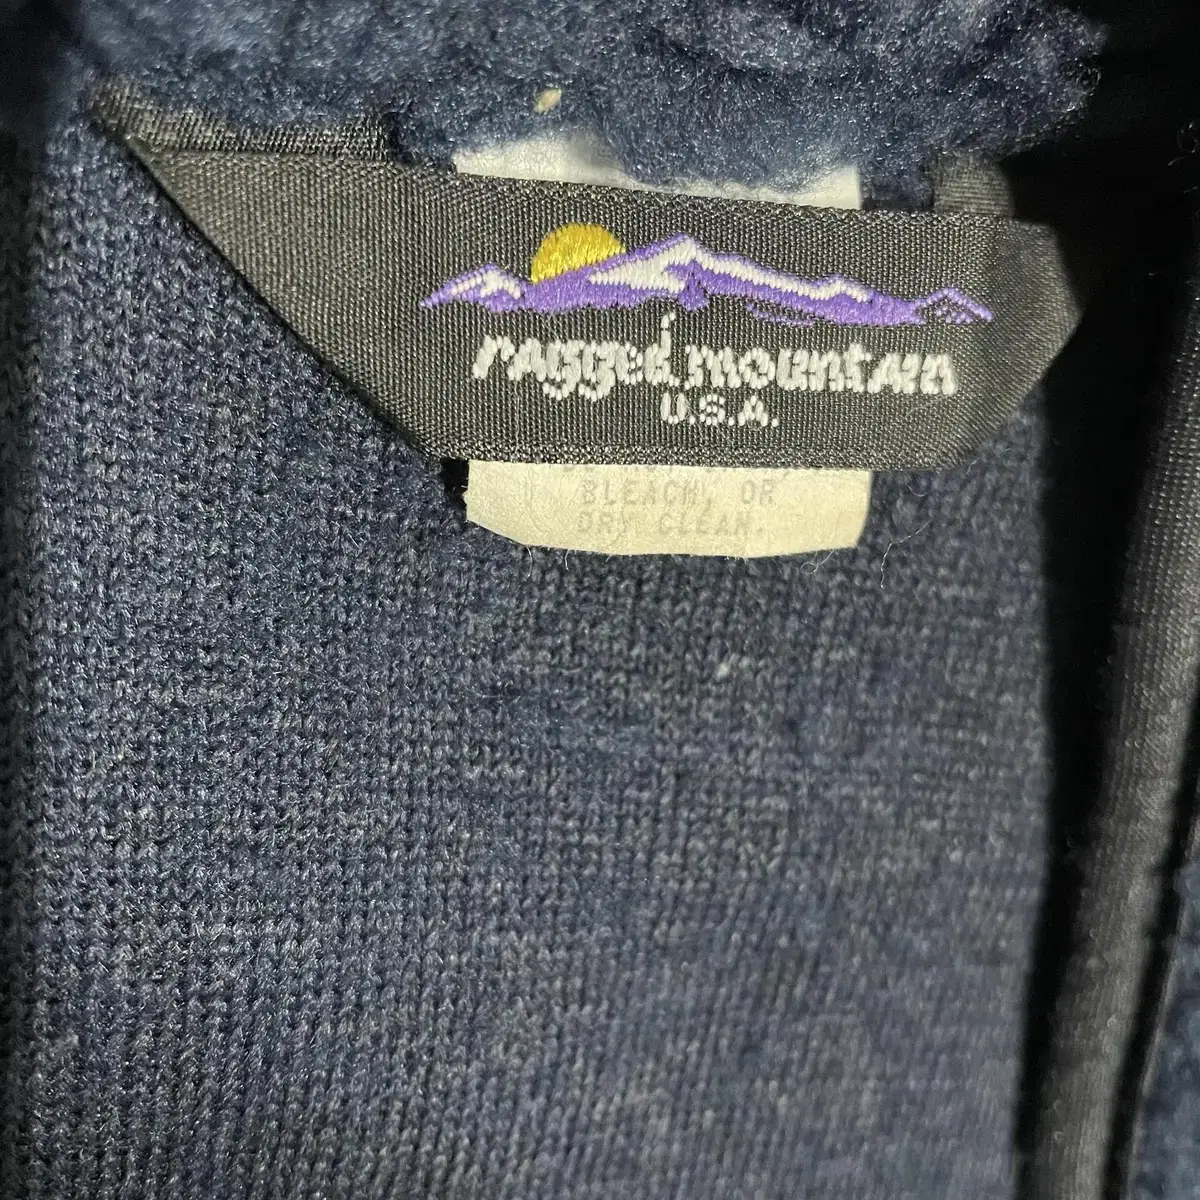 ragged mountain
U.S.A.
BLEACH, OR
DRY CLEAN.